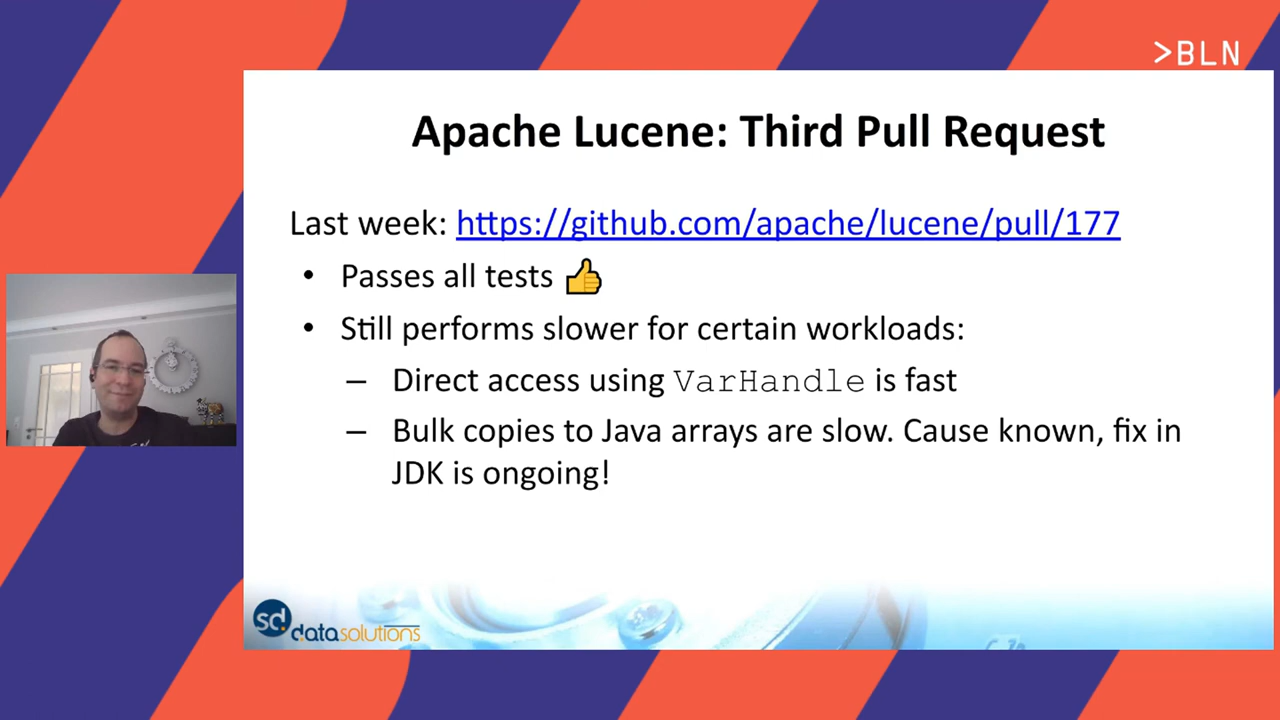 >BLN
Apache Lucene: Third Pull Request
Last week: https://github.com/apache/lucene/pull/177
• Passes all tests 👍
• Still performs slower for certain workloads:
– Direct access using VarHandle is fast
– Bulk copies to Java arrays are slow. Cause known, fix in
JDK is ongoing!
sd.datasolutions